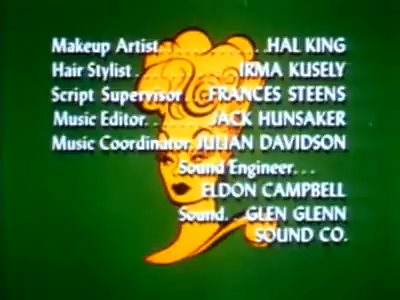 Makeup Artist. . . . . . . . . . . .HAL KING
Hair Stylist . . . . . . . . . . IRMA KUSELY
Script Supervisor . . . FRANCES STEENS
Music Editor. . . . . . . JACK HUNSAKER
Music Coordinator. JULIAN DAVIDSON
Sound Engineer. . .
ELDON CAMPBELL
Sound. . GLEN GLENN
SOUND CO.